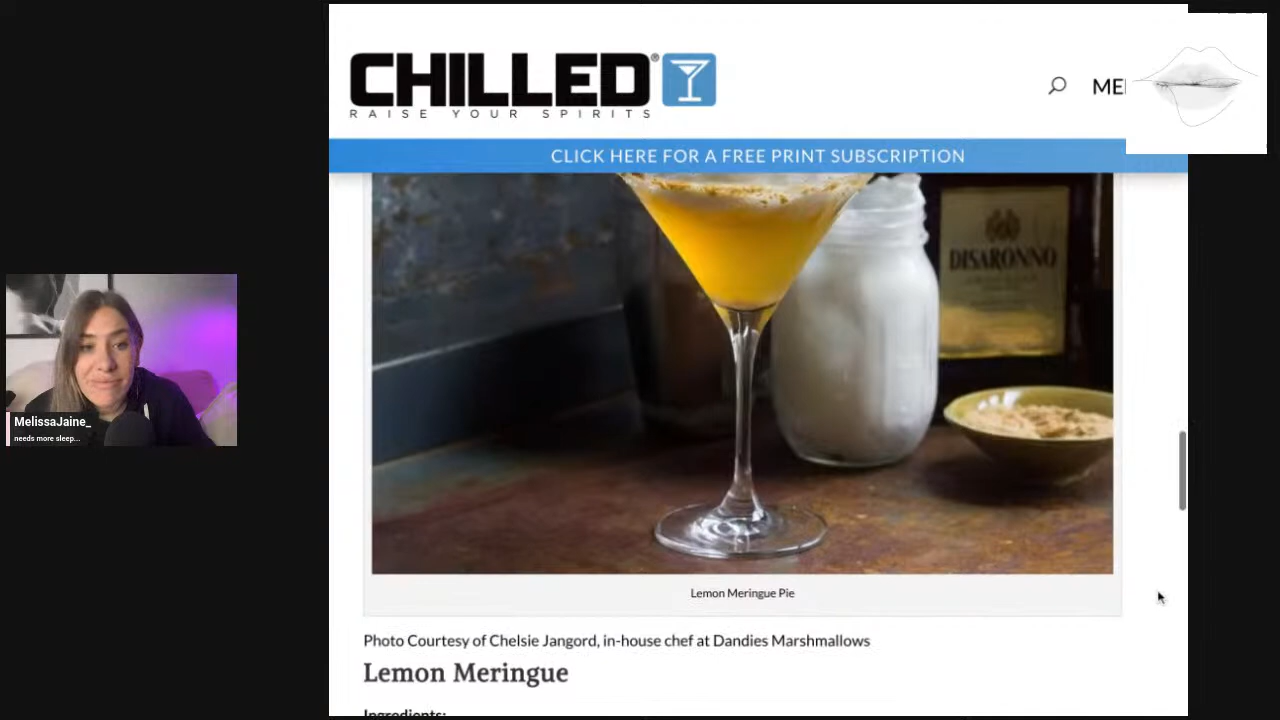 CHILLED®
RAISE YOUR SPIRITS
ME
CLICK HERE FOR A FREE PRINT SUBSCRIPTION
DISARONNO
MelissaJaine_
needs more sleep...
Lemon Meringue Pie
Photo Courtesy of Chelsie Jangord, in-house chef at Dandies Marshmallows
Lemon Meringue
Ingredients: